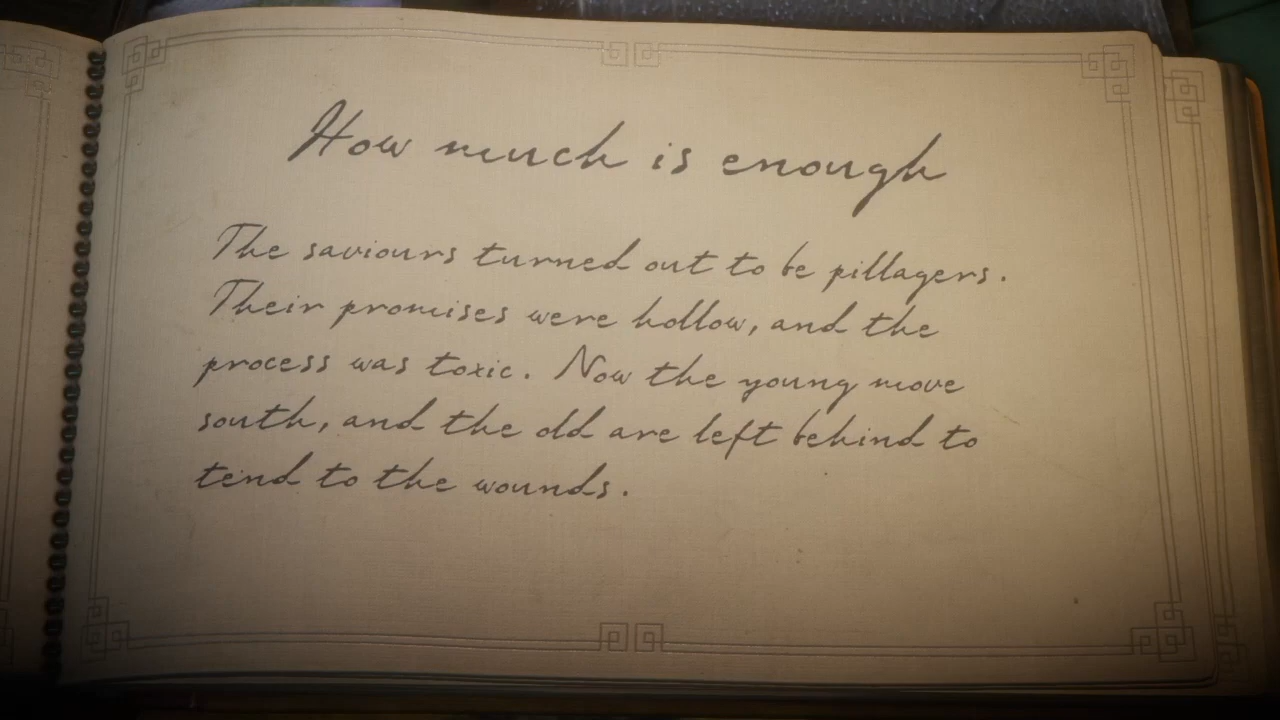 How much is enough
The saviours turned out to be pillagers.
Their promises were hollow, and the
process was toxic. Now the young move
south, and the old are left behind to
tend to the wounds.